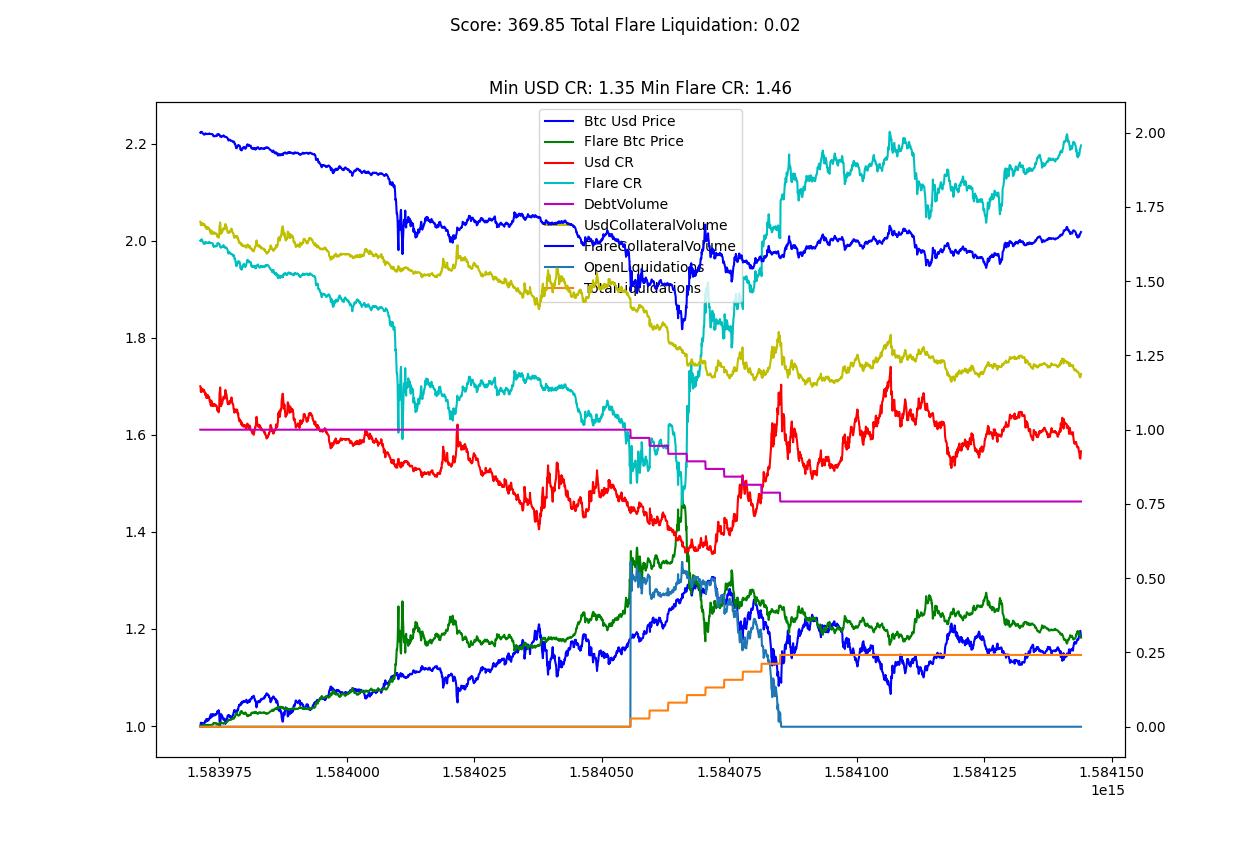 Score: 369.85 Total Flare Liquidation: 0.02
Min USD CR: 1.35 Min Flare CR: 1.46
Btc Usd Price
Flare Btc Price
Usd CR
Flare CR
DebtVolume
UsdCollateralVolume
FlareCollateralVolume
OpenLiquidations
TotalLiquidations
2.2
2.0
1.8
1.6
1.4
1.2
1.0
2.00
1.75
1.50
1.25
1.00
0.75
0.50
0.25
0.00
1.583975 1.584000 1.584025 1.584050 1.584075 1.584100 1.584125 1.584150
1e15